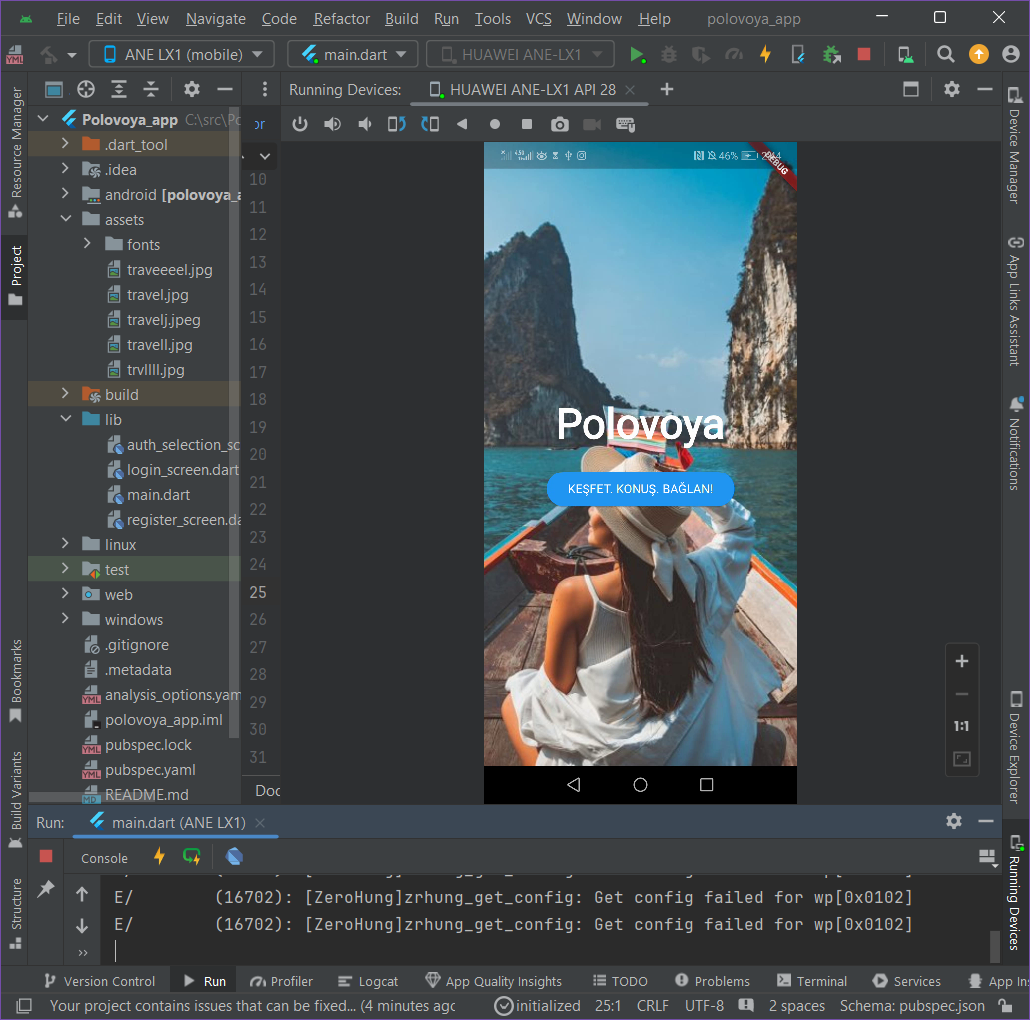 File Edit View Navigate Code Refactor Build Run Tools VCS Window Help polovoya_app
ANE LX1 (mobile) main.dart HUAWEI ANE-LX1
Running Devices: HUAWEI ANE-LX1 API 28
Resource Manager
Project
Bookmarks
Build Variants
Structure
Polovoya_app C:\src\Po
.dart_tool
.idea
android [polovoya_a
assets
fonts
traveeeel.jpg
travel.jpg
travelj.jpeg
travell.jpg
trvllll.jpg
build
lib
auth_selection_sc
login_screen.dart
main.dart
register_screen.da
linux
test
web
windows
.gitignore
.metadata
analysis_options.yam
polovoya_app.iml
pubspec.lock
pubspec.yaml
README.md
or
10
11
12
13
14
15
16
17
18
19
20
21
22
23
24
25
26
27
28
29
30
31
Doc
46%
DEBUG
Polovoya
KEŞFET. KONUŞ. BAĞLAN!
1:1
Device Manager
App Links Assistant
Notifications
Device Explorer
Running Devices
Run: main.dart (ANE LX1)
Console
E/ (16702): [ZeroHung]zrhung_get_config: Get config failed for wp[0x0102]
E/ (16702): [ZeroHung]zrhung_get_config: Get config failed for wp[0x0102]
Version Control Run Profiler Logcat App Quality Insights TODO Problems Terminal Services App In
Your project contains issues that can be fixed... (4 minutes agc initialized 25:1 CRLF UTF-8 2 spaces Schema: pubspec.json